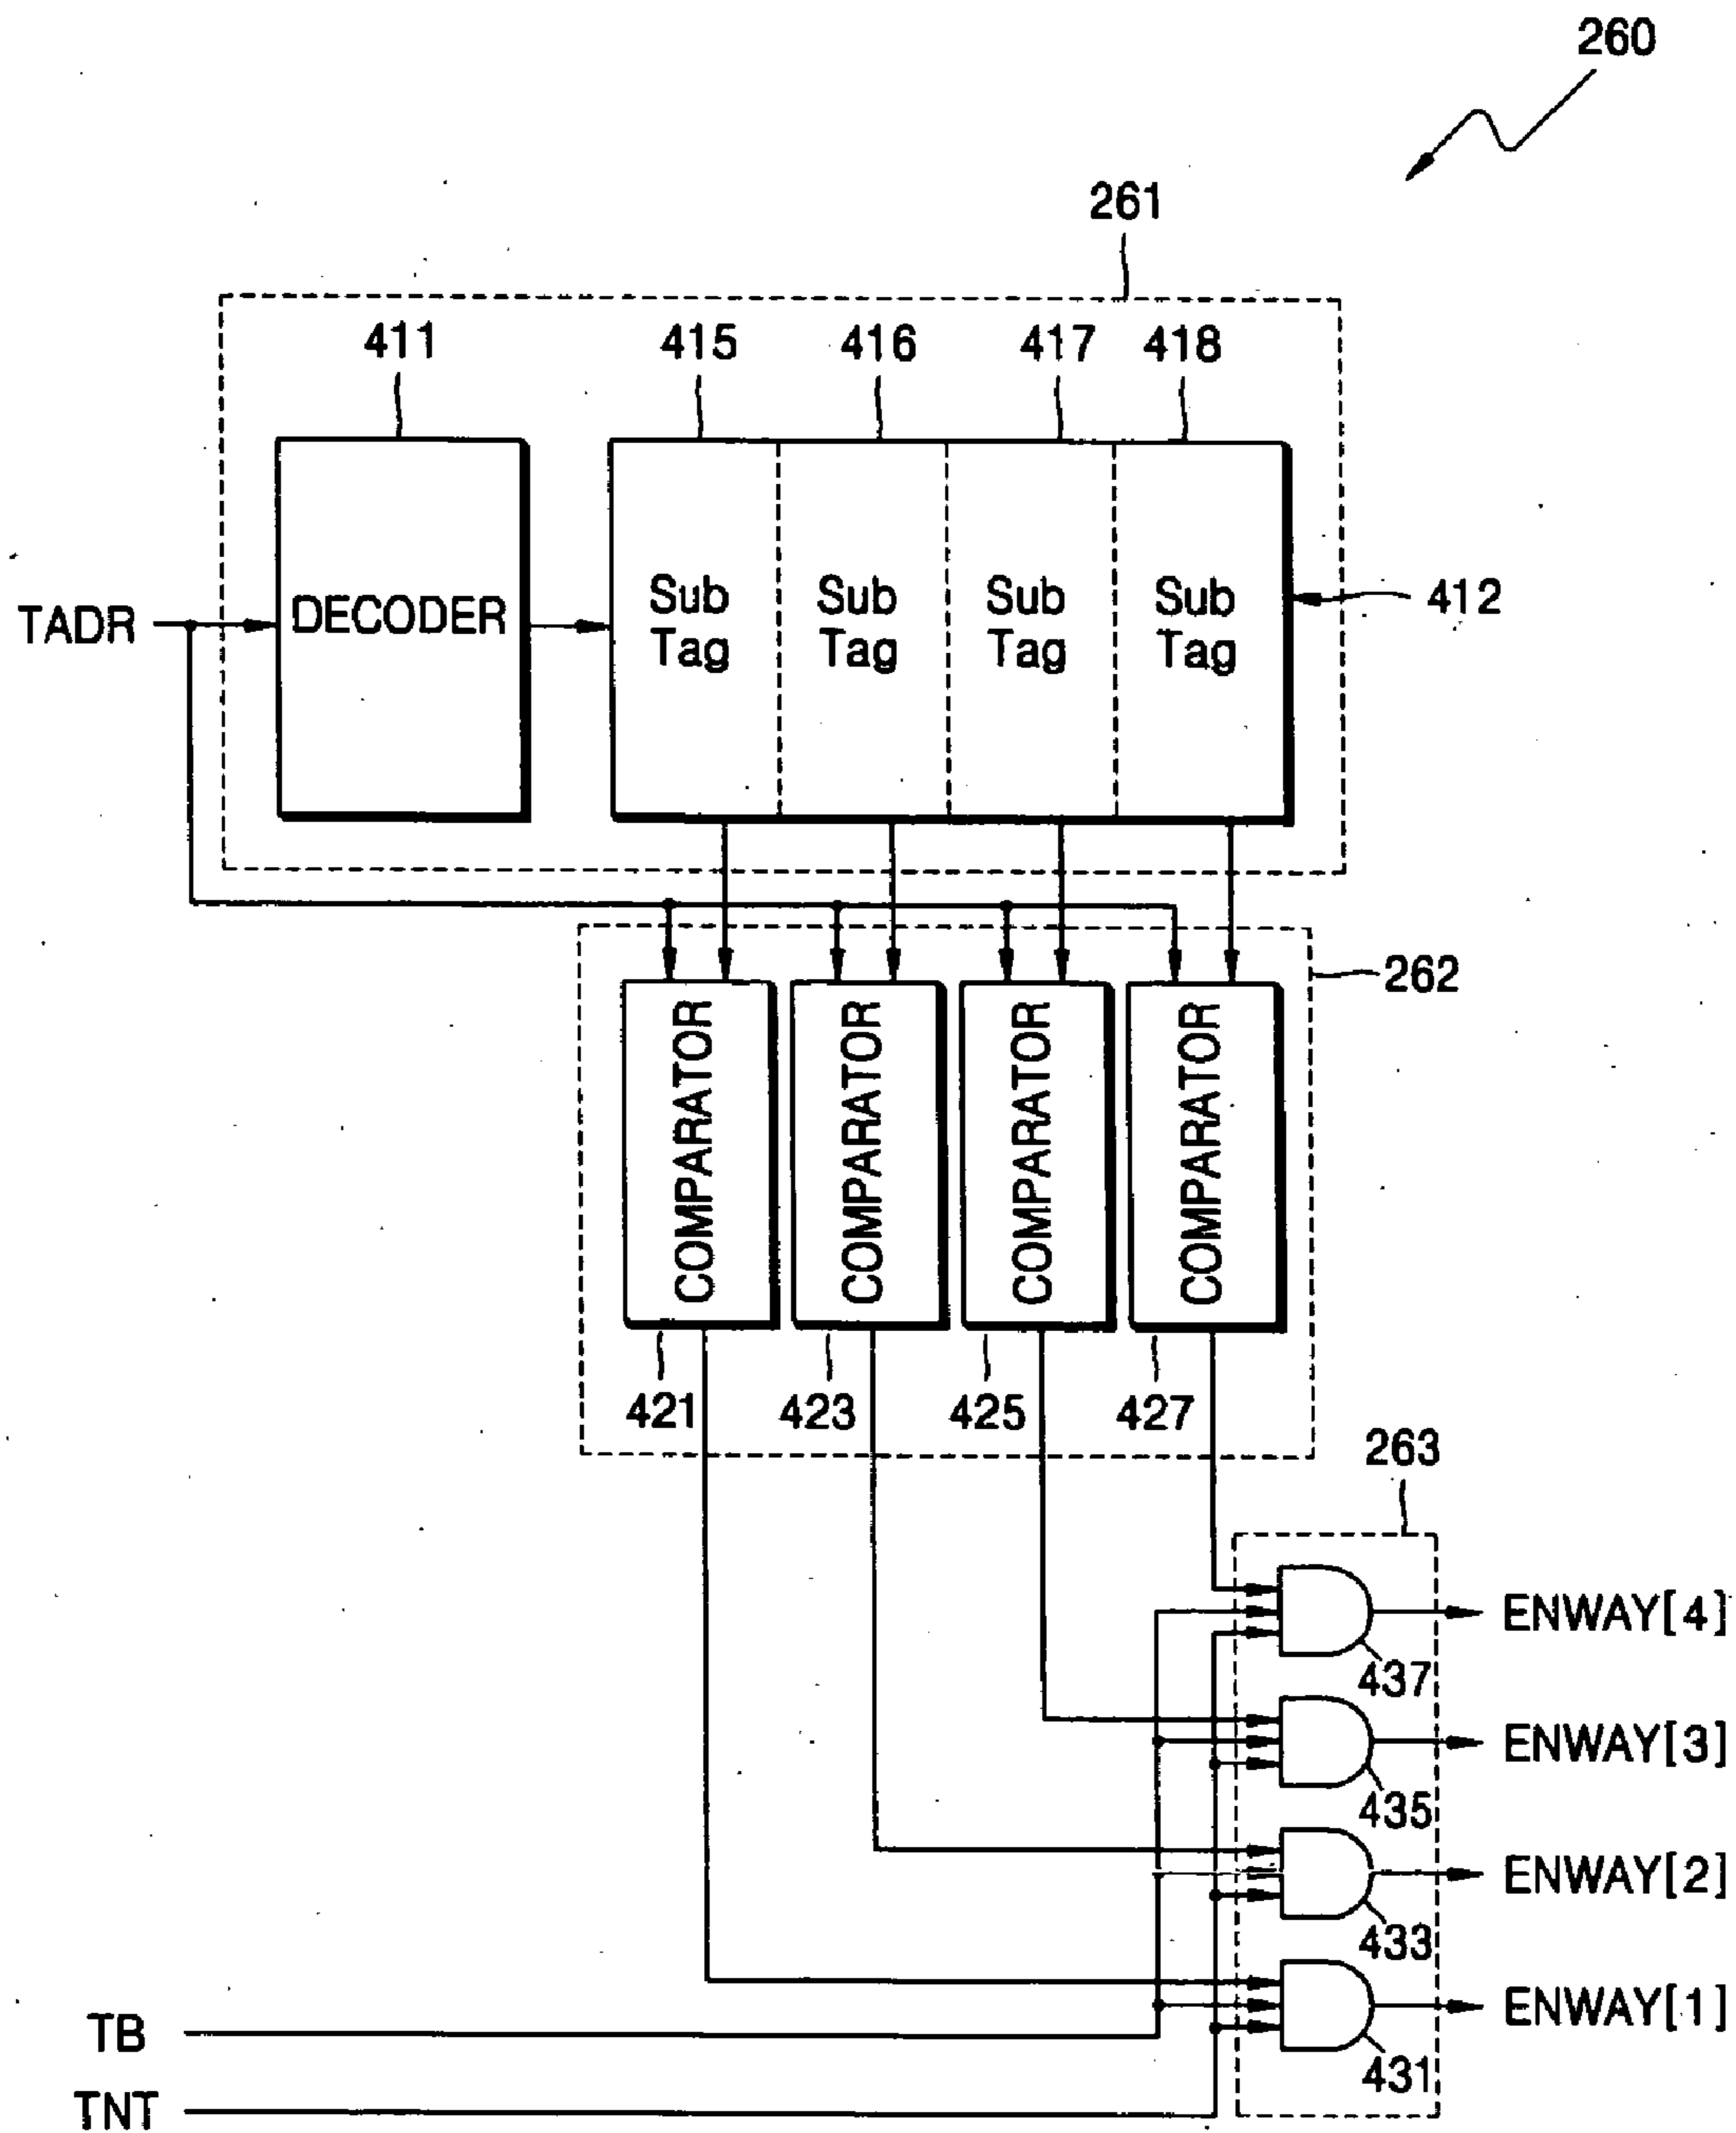 260
261
411 415 416 417 418
TADR DECODER Sub Tag Sub Tag Sub Tag Sub Tag 412
262
COMPARATOR COMPARATOR COMPARATOR COMPARATOR
421 423 425 427
263
ENWAY[4]
437
ENWAY[3]
435
ENWAY[2]
433
ENWAY[1]
TB
431
TNT